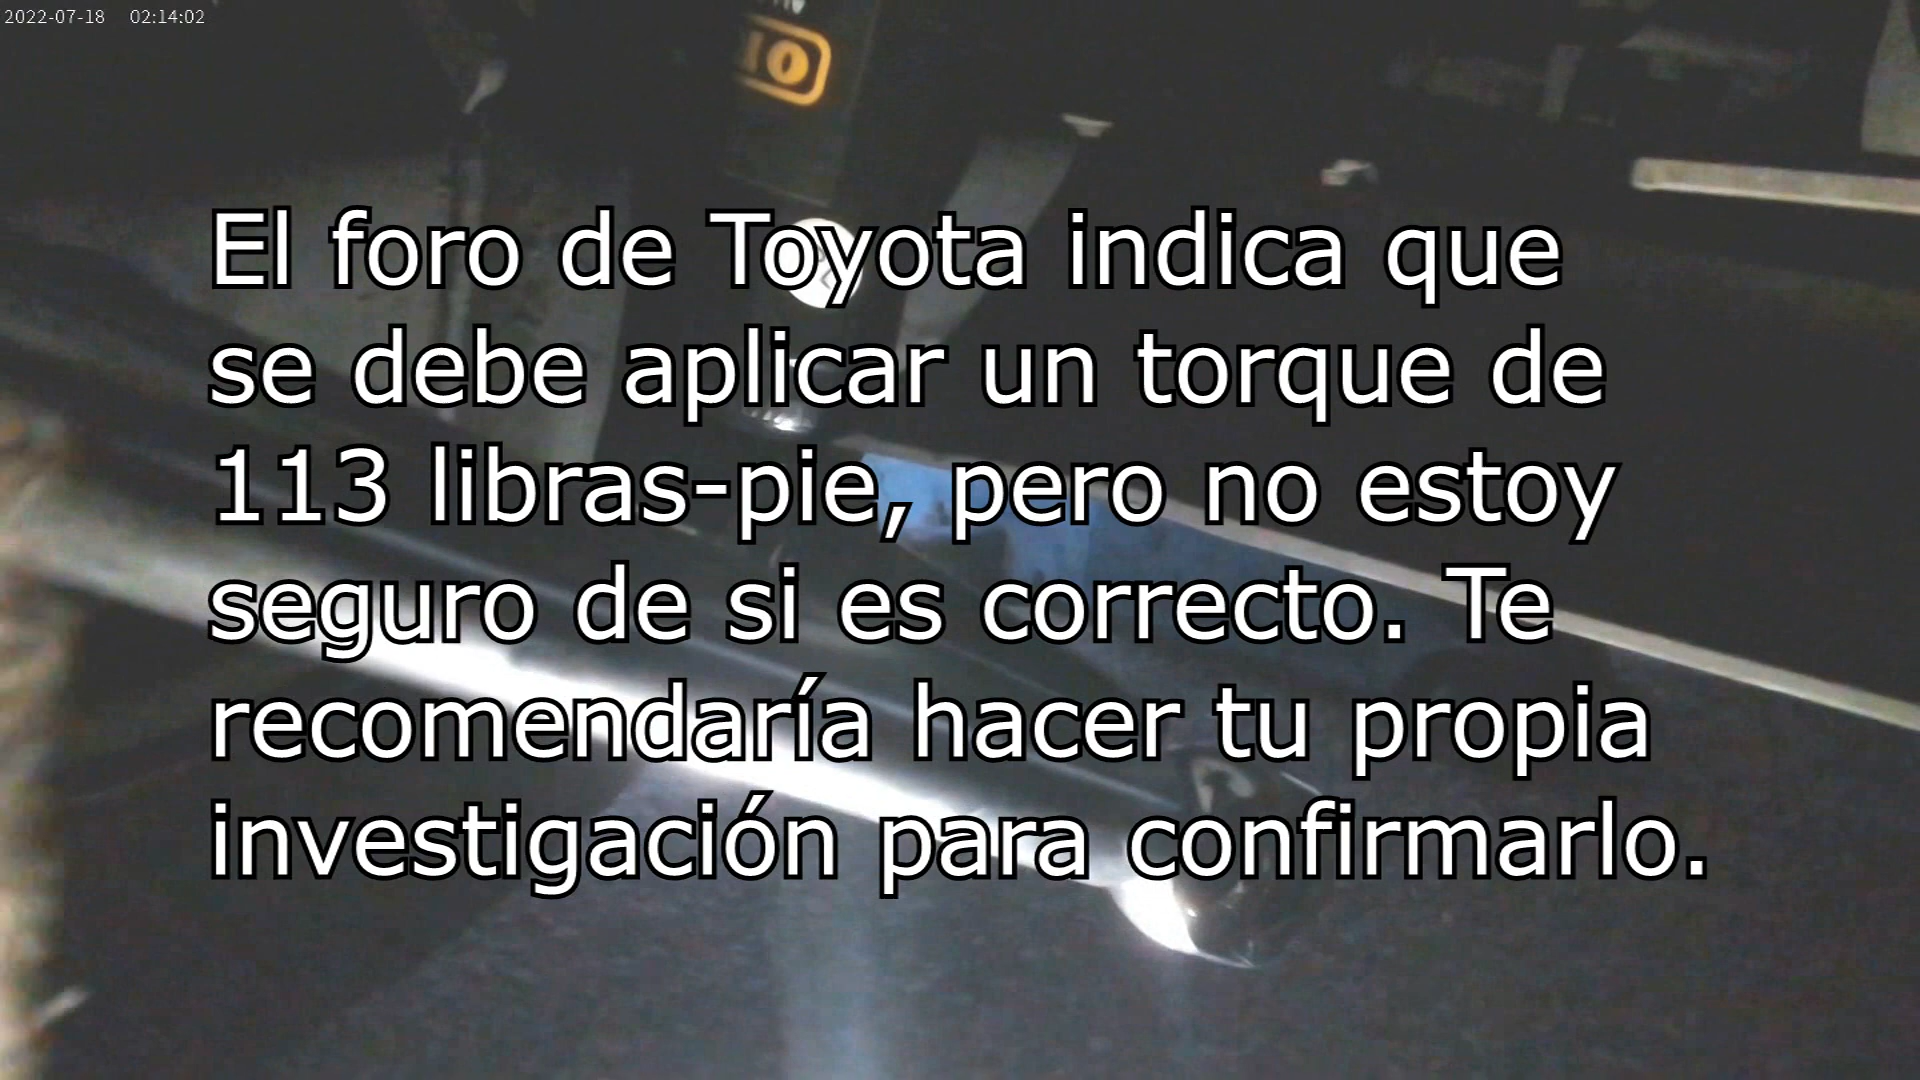 2022-07-18 02:14:02
El foro de Toyota indica que
se debe aplicar un torque de
113 libras-pie, pero no estoy
seguro de si es correcto. Te
recomendaría hacer tu propia
investigación para confirmarlo.